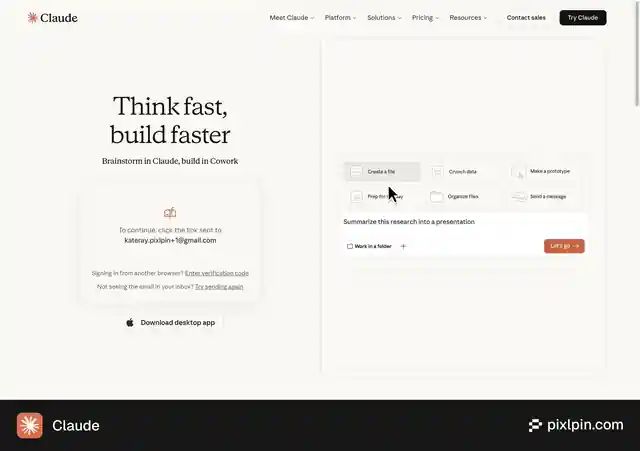 Claude
Meet Claude
Platform
Solutions
Pricing
Resources
Contact sales
Try Claude
Think fast,
build faster
Brainstorm in Claude, build in Cowork
To continue, click the link sent to
kateray.pixlpin+1@gmail.com
Signing in from another browser? Enter verification code
Not seeing the email in your inbox? Try sending again
Download desktop app
Create a file
Crunch data
Make a prototype
Prep for day
Organize files
Send a message
Summarize this research into a presentation
Work in a folder
+
Let's go →
Claude
pixlpin.com